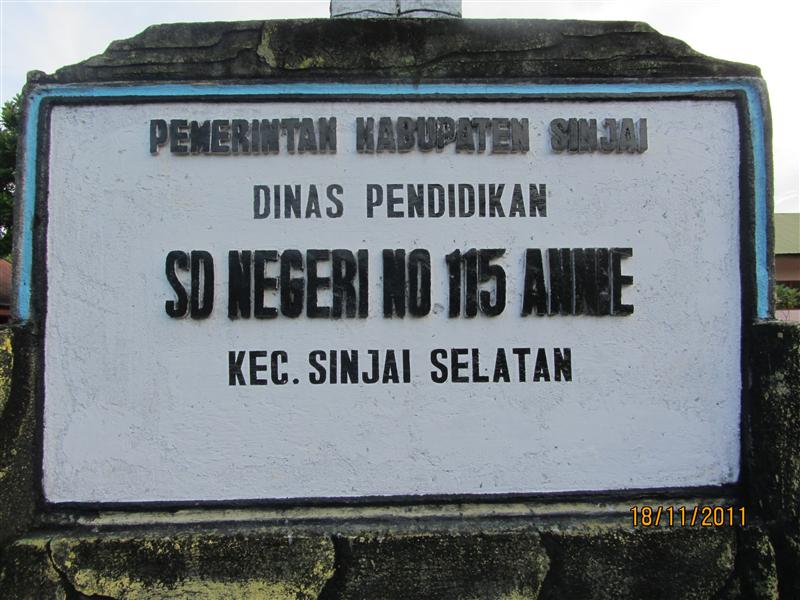 PEMERINTAH KABUPATEN SINJAI
DINAS PENDIDIKAN
SD NEGERI NO 115 ANNIE
KEC. SINJAI SELATAN
18/11/2011